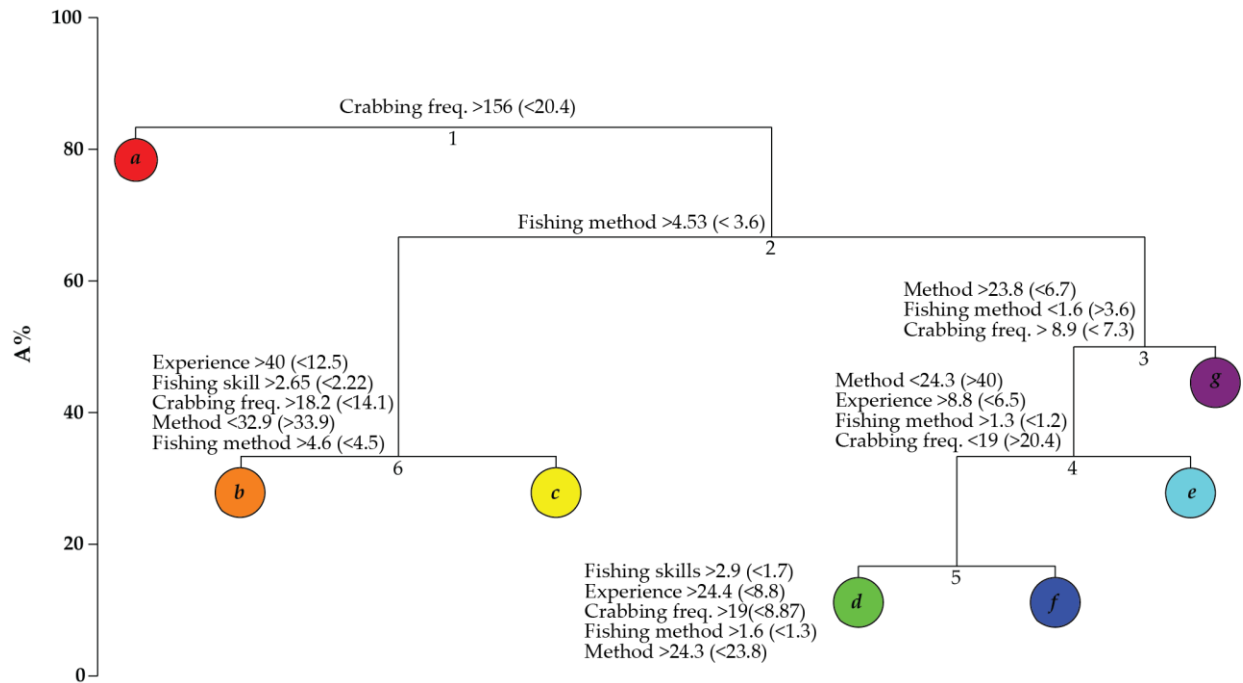 100
80
60
40
20
0
A%
Crabbing freq. >156 (<20.4)
1
a
Fishing method >4.53 (< 3.6)
2
Method >23.8 (<6.7)
Fishing method <1.6 (>3.6)
Crabbing freq. > 8.9 (< 7.3)
3
g
Experience >40 (<12.5)
Fishing skill >2.65 (<2.22)
Crabbing freq. >18.2 (<14.1)
Method <32.9 (>33.9)
Fishing method >4.6 (<4.5)
6
b
c
Method <24.3 (>40)
Experience >8.8 (<6.5)
Fishing method >1.3 (<1.2)
Crabbing freq. <19 (>20.4)
4
e
Fishing skills >2.9 (<1.7)
Experience >24.4 (<8.8)
Crabbing freq. >19(<8.87)
Fishing method >1.6 (<1.3)
Method >24.3 (<23.8)
5
d
f